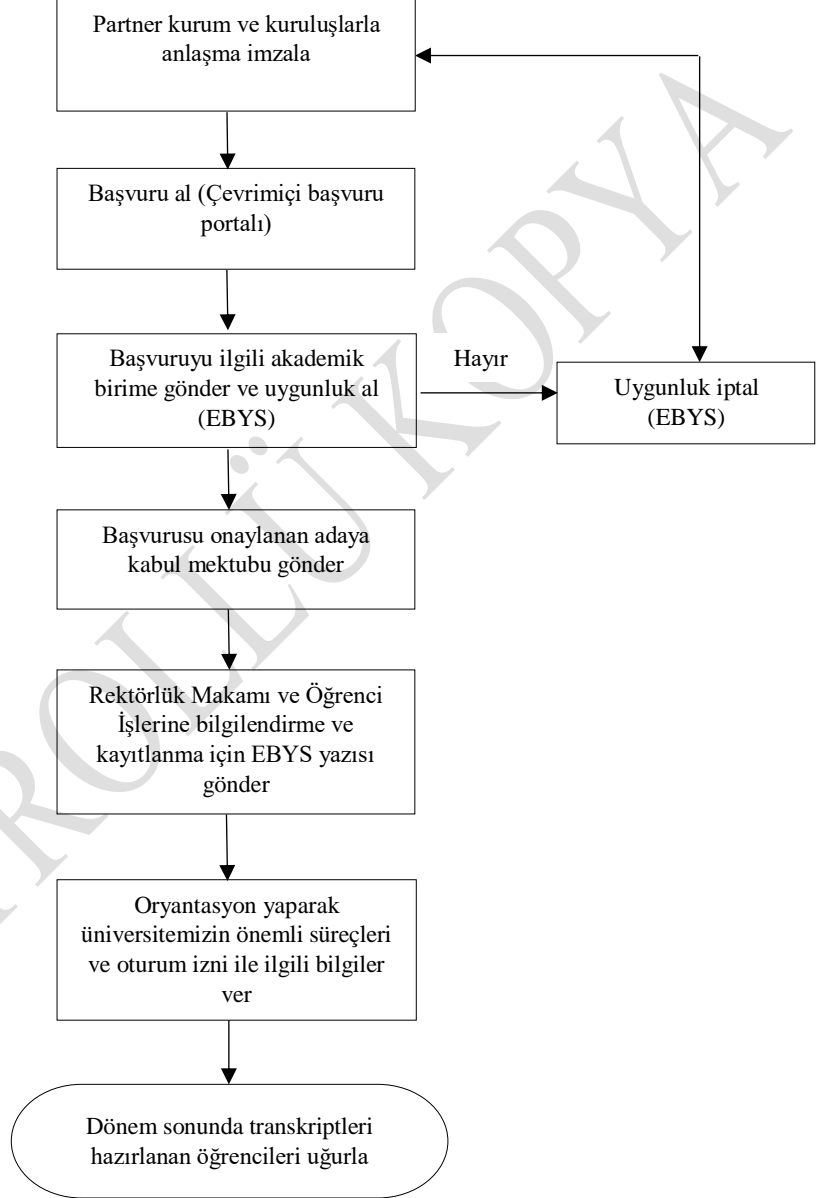 Partner kurum ve kuruluşlarla
anlaşma imzala
Başvuru al (Çevrimiçi başvuru
portalı)
Başvuruyu ilgili akademik
birime gönder ve uygunluk al
(EBYS)
Hayır
Uygunluk iptal
(EBYS)
Başvurusu onaylanan adaya
kabul mektubu gönder
Rektörlük Makamı ve Öğrenci
İşlerine bilgilendirme ve
kayıtlanma için EBYS yazısı
gönder
Oryantasyon yaparak
üniversitemizin önemli süreçleri
ve oturum izni ile ilgili bilgiler
ver
Dönem sonunda transkriptleri
hazırlanan öğrencileri uğurla
ROLLÜ KOPYA